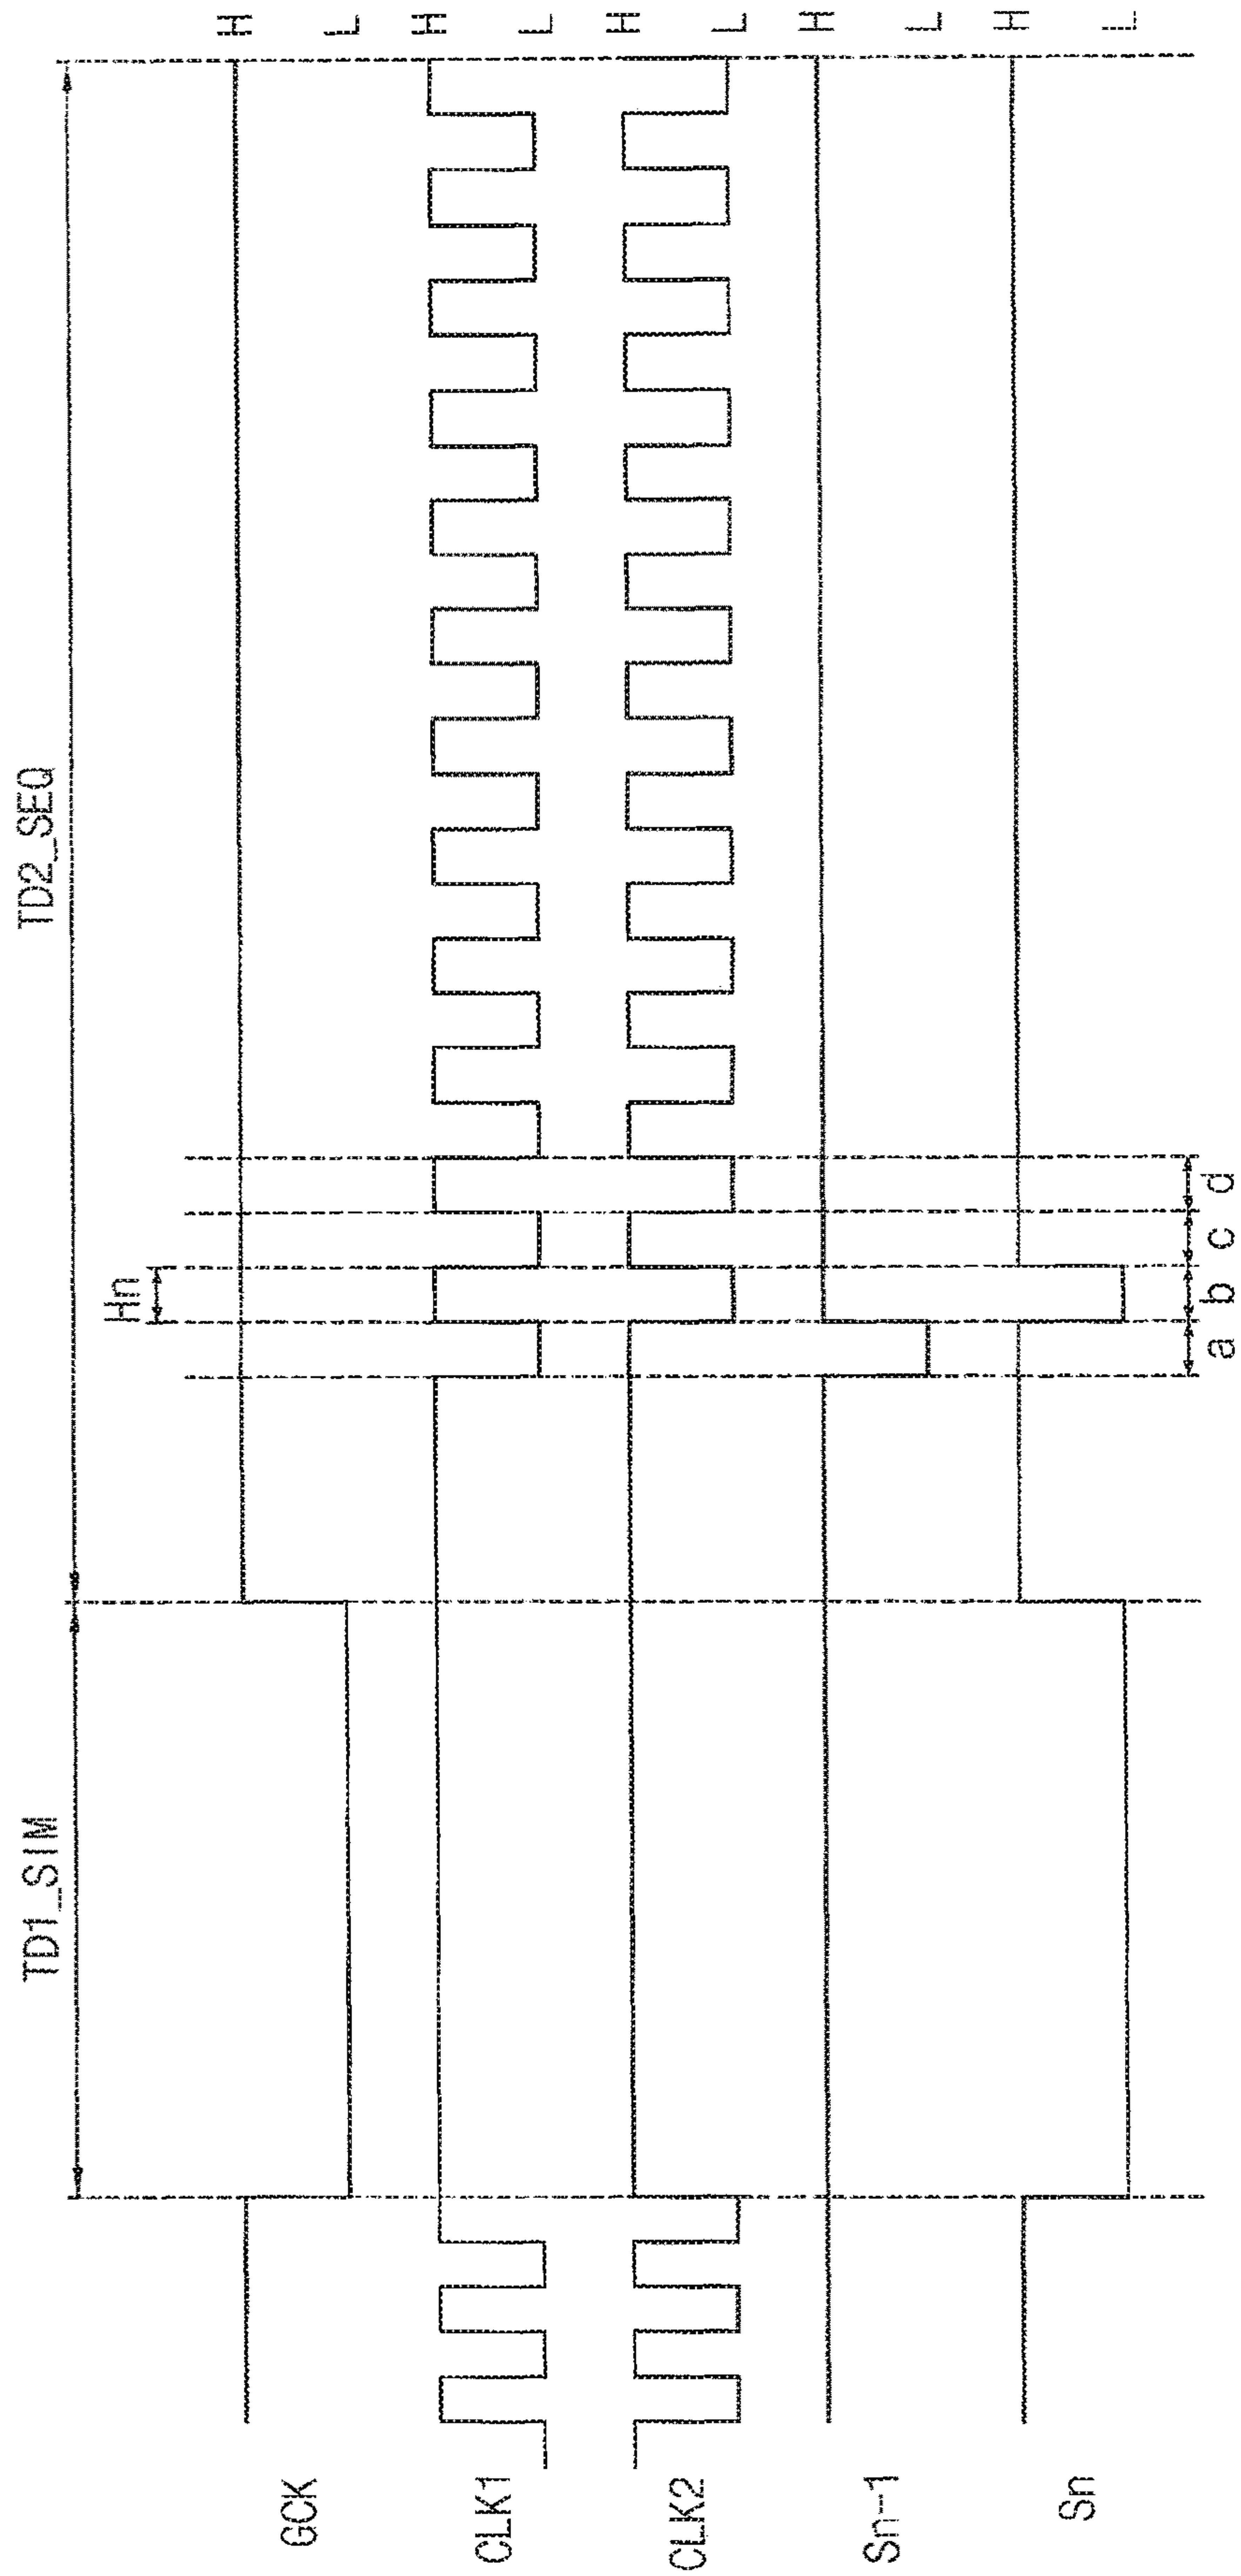 TD1_SIM
TD2_SEQ
Hn
GCK
H
L
CLK1
H
L
CLK2
H
L
Sn-1
H
L
Sn
H
L
a
b
c
d